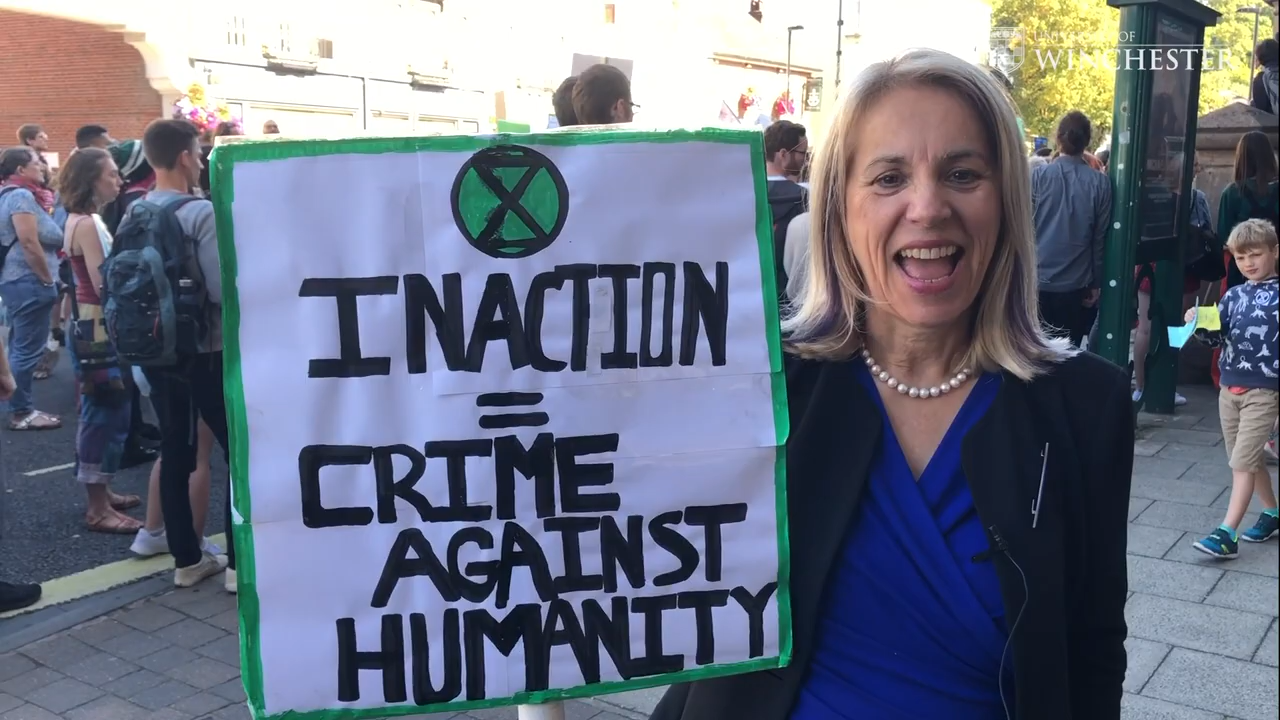 UNIVERSITY OF
WINCHESTER
INACTION
=
CRIME
AGAINST
HUMANITY